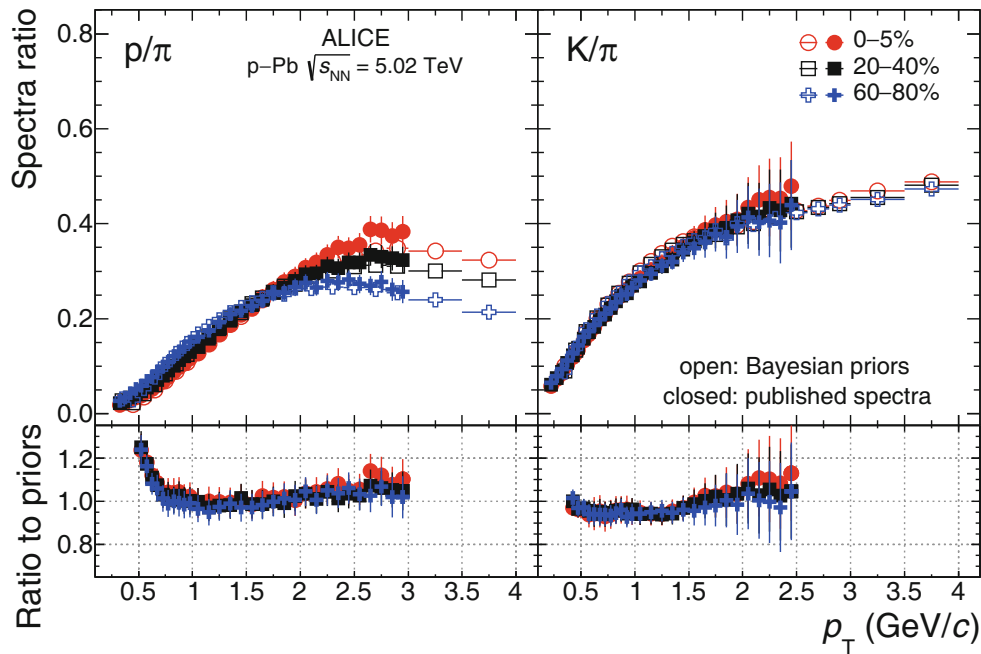 Spectra ratio
0.8
0.6
0.4
0.2
0.0
p/π
ALICE
p–Pb √sNN = 5.02 TeV
K/π
0–5%
20–40%
60–80%
open: Bayesian priors
closed: published spectra
Ratio to priors
1.2
1.0
0.8
0.5 1 1.5 2 2.5 3 3.5 4
0.5 1 1.5 2 2.5 3 3.5 4
pT (GeV/c)